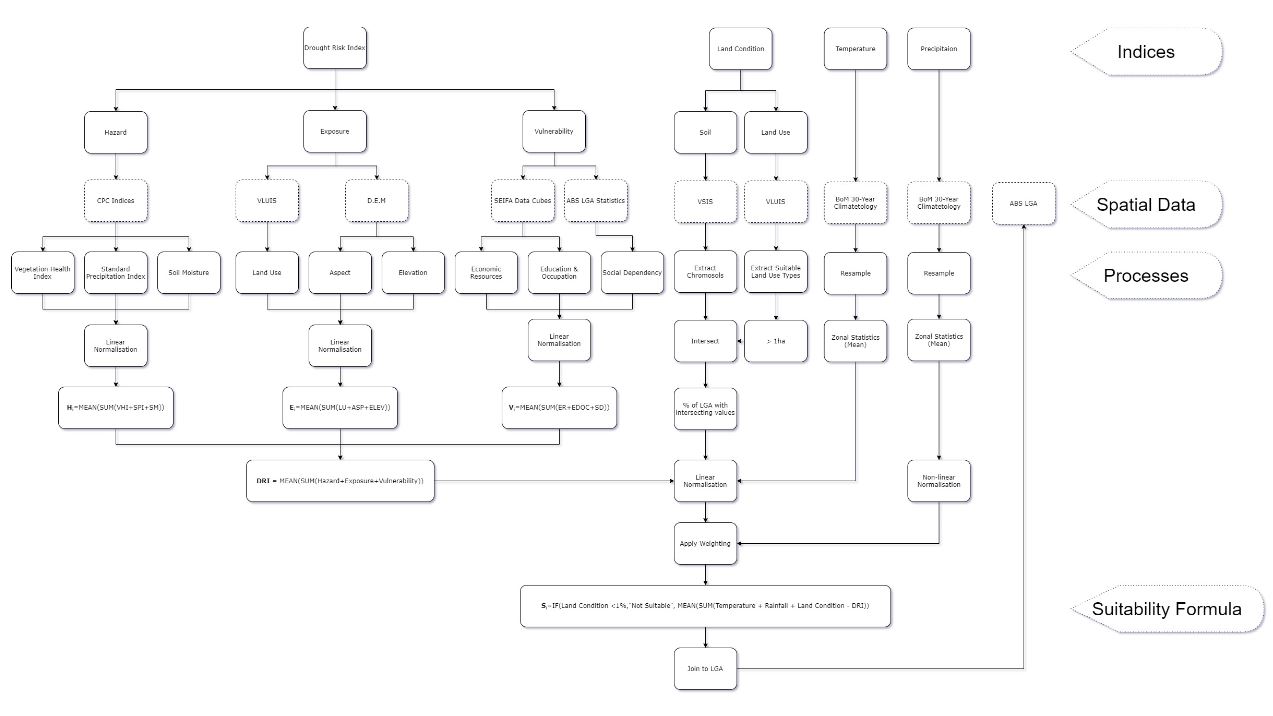 Drought Risk Index
Land Condition
Temperature
Precipitaion
Indices
Hazard
Exposure
Vulnerability
Soil
Land Use
CPC Indices
VLUIS
D.E.M
SEIFA Data Cubes
ABS LGA Statistics
VSIS
VLUIS
BoM 30-Year
Climatetology
BoM 30-Year
Climatetology
ABS LGA
Spatial Data
Vegetation Health
Index
Standard
Precipitation Index
Soil Moisture
Land Use
Aspect
Elevation
Economic
Resources
Education &
Occupation
Social Dependency
Extract
Chromosols
Extract Suitable
Land Use Types
Resample
Resample
Processes
Linear
Normalisation
Linear
Normalisation
Linear
Normalisation
Intersect
> 1ha
Zonal Statistics
(Mean)
Zonal Statistics
(Mean)
Hᵢ=MEAN(SUM(VHI+SPI+SM))
Eᵢ=MEAN(SUM(LU+ASP+ELEV))
Vᵢ=MEAN(SUM(ER+EDOC+SD))
% of LGA with
intersecting values
DRI = MEAN(SUM(Hazard+Exposure+Vulnerability))
Linear
Normalisation
Non-linear
Normalisation
Apply Weighting
Sᵢ=IF(Land Condition <1%,"Not Suitable", MEAN(SUM(Temperature + Rainfall + Land Condition - DRI))
Suitability Formula
Join to LGA